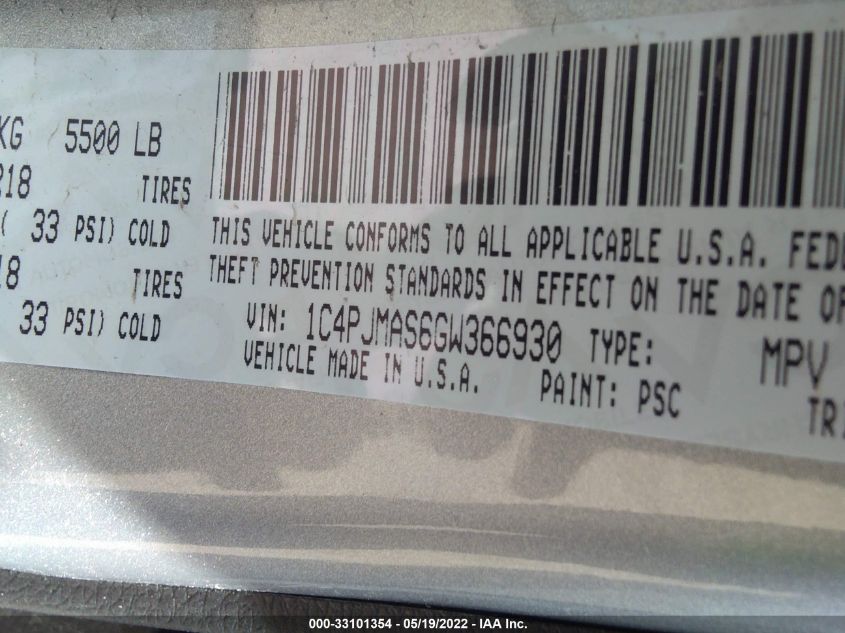 KG 5500 LB
218 TIRES
( 33 PSI) COLD
18 TIRES
33 PSI) COLD
THIS VEHICLE CONFORMS TO ALL APPLICABLE U.S.A. FEDE
THEFT PREVENTION STANDARDS IN EFFECT ON THE DATE OF
VIN: 1C4PJMAS6GW366930 TYPE: MPV
VEHICLE MADE IN U.S.A. PAINT: PSC
TRI
000-33101354 - 05/19/2022 - IAA Inc.